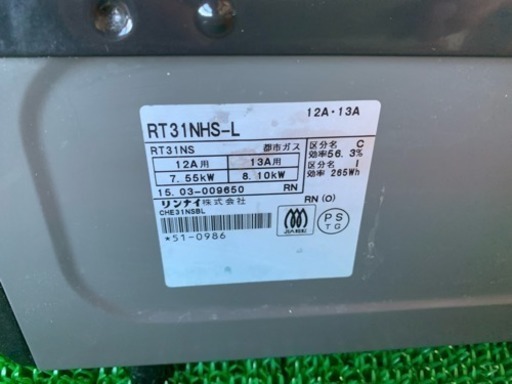 12A・13A
RT31NHS-L
RT31NS 都市ガス
12A用 13A用
7.55kW 8.10kW
区分名 C
効率56.3%
区分名 I
効率 265Wh
15.03-009650 RN
リンナイ株式会社
CHE31NSBL
RN(O)
*51-0986
JIA
PS
TG